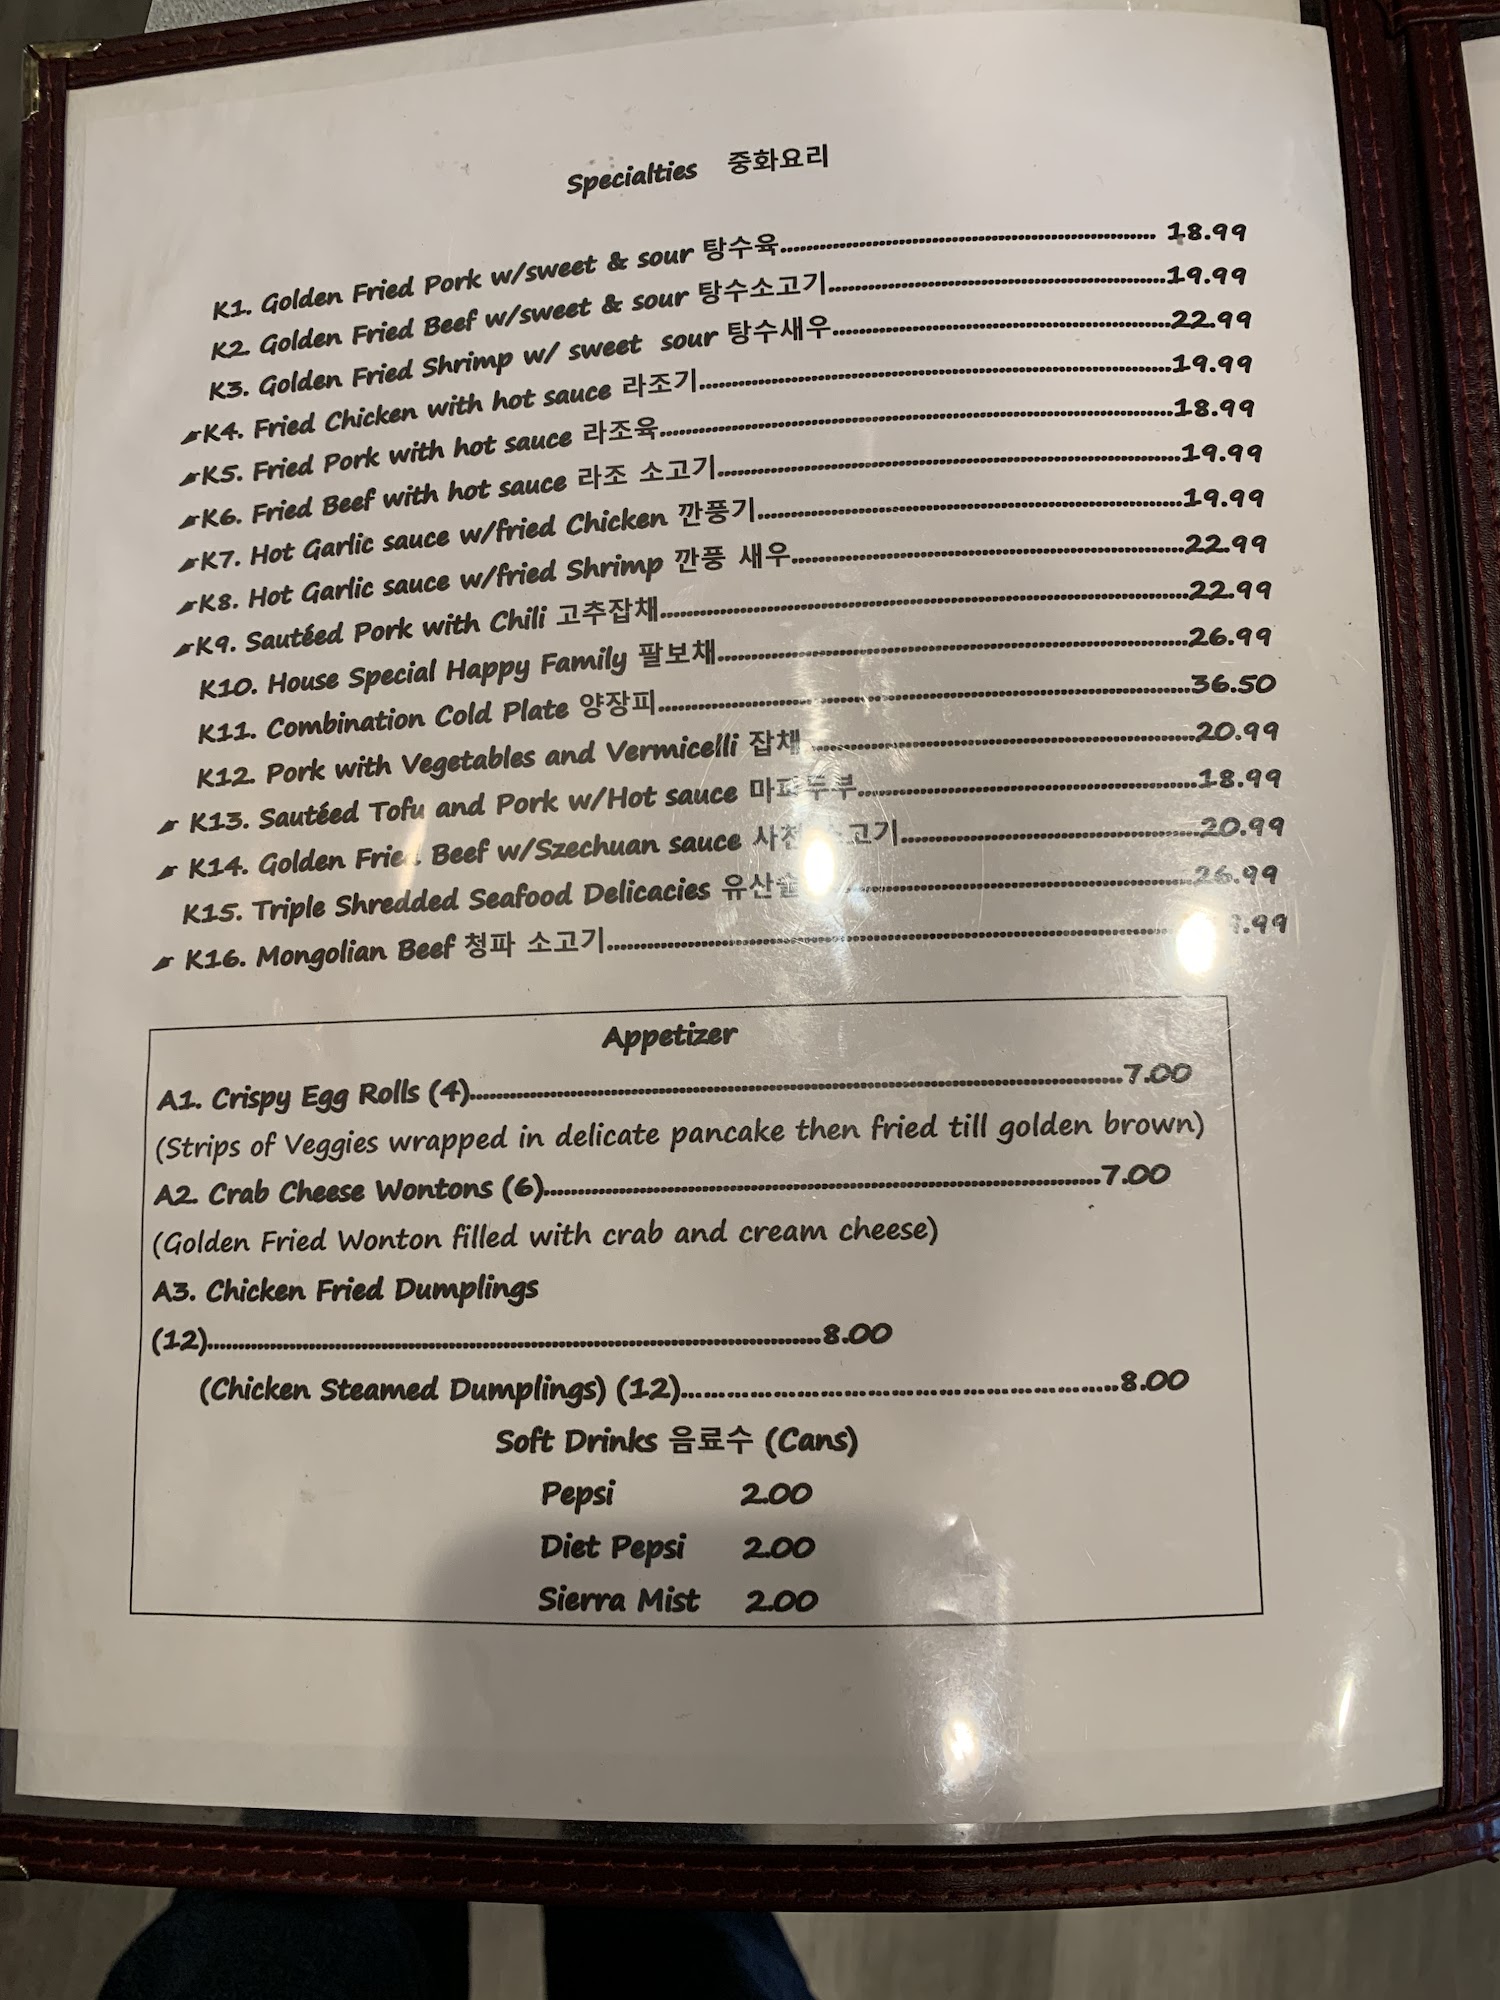 Specialties 중화요리
K1. Golden Fried Pork w/sweet & sour 탕수육 18.99
K2. Golden Fried Beef w/sweet & sour 탕수소고기 19.99
K3. Golden Fried Shrimp w/ sweet sour 탕수새우 22.99
K4. Fried Chicken with hot sauce 라조기 19.99
K5. Fried Pork with hot sauce 라조육 18.99
K6. Fried Beef with hot sauce 라조 소고기 19.99
K7. Hot Garlic sauce w/fried Chicken 깐풍기 19.99
K8. Hot Garlic sauce w/fried Shrimp 깐풍 새우 22.99
K9. Sautéed Pork with Chili 고추잡채 22.99
K10. House Special Happy Family 팔보채 26.99
K11. Combination Cold Plate 양장피 36.50
K12. Pork with Vegetables and Vermicelli 잡채 20.99
K13. Sautéed Tofu and Pork w/Hot sauce 마파두부 18.99
K14. Golden Fried Beef w/Szechuan sauce 20.99
K15. Triple Shredded Seafood Delicacies 26.99
K16. Mongolian Beef 청파 소고기
Appetizer
A1. Crispy Egg Rolls (4) 7.00
(Strips of Veggies wrapped in delicate pancake then fried till golden brown)
A2. Crab Cheese Wontons (6) 7.00
(Golden Fried Wonton filled with crab and cream cheese)
A3. Chicken Fried Dumplings
(12) 8.00
(Chicken Steamed Dumplings) (12) 8.00
Soft Drinks 음료수 (Cans)
Pepsi 2.00
Diet Pepsi 2.00
Sierra Mist 2.00